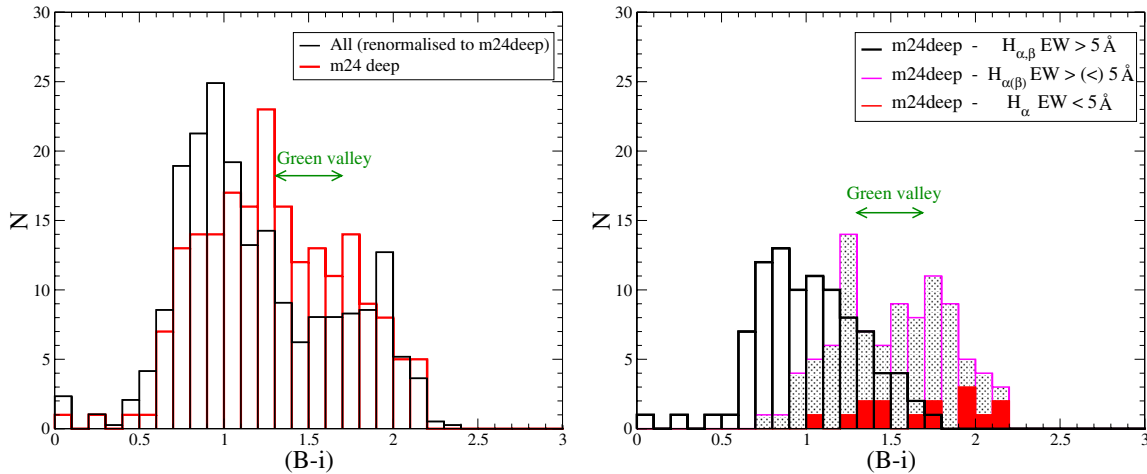 30
25
20
15
10
5
0
N
All (renormalised to m24deep)
m24 deep
Green valley
0 0.5 1 1.5 2 2.5 3
(B-i)
30
25
20
15
10
5
0
N
m24deep - Hα,β EW > 5 Å
m24deep - Hα(β) EW > (<) 5 Å
m24deep - Hα EW < 5 Å
Green valley
0 0.5 1 1.5 2 2.5 3
(B-i)